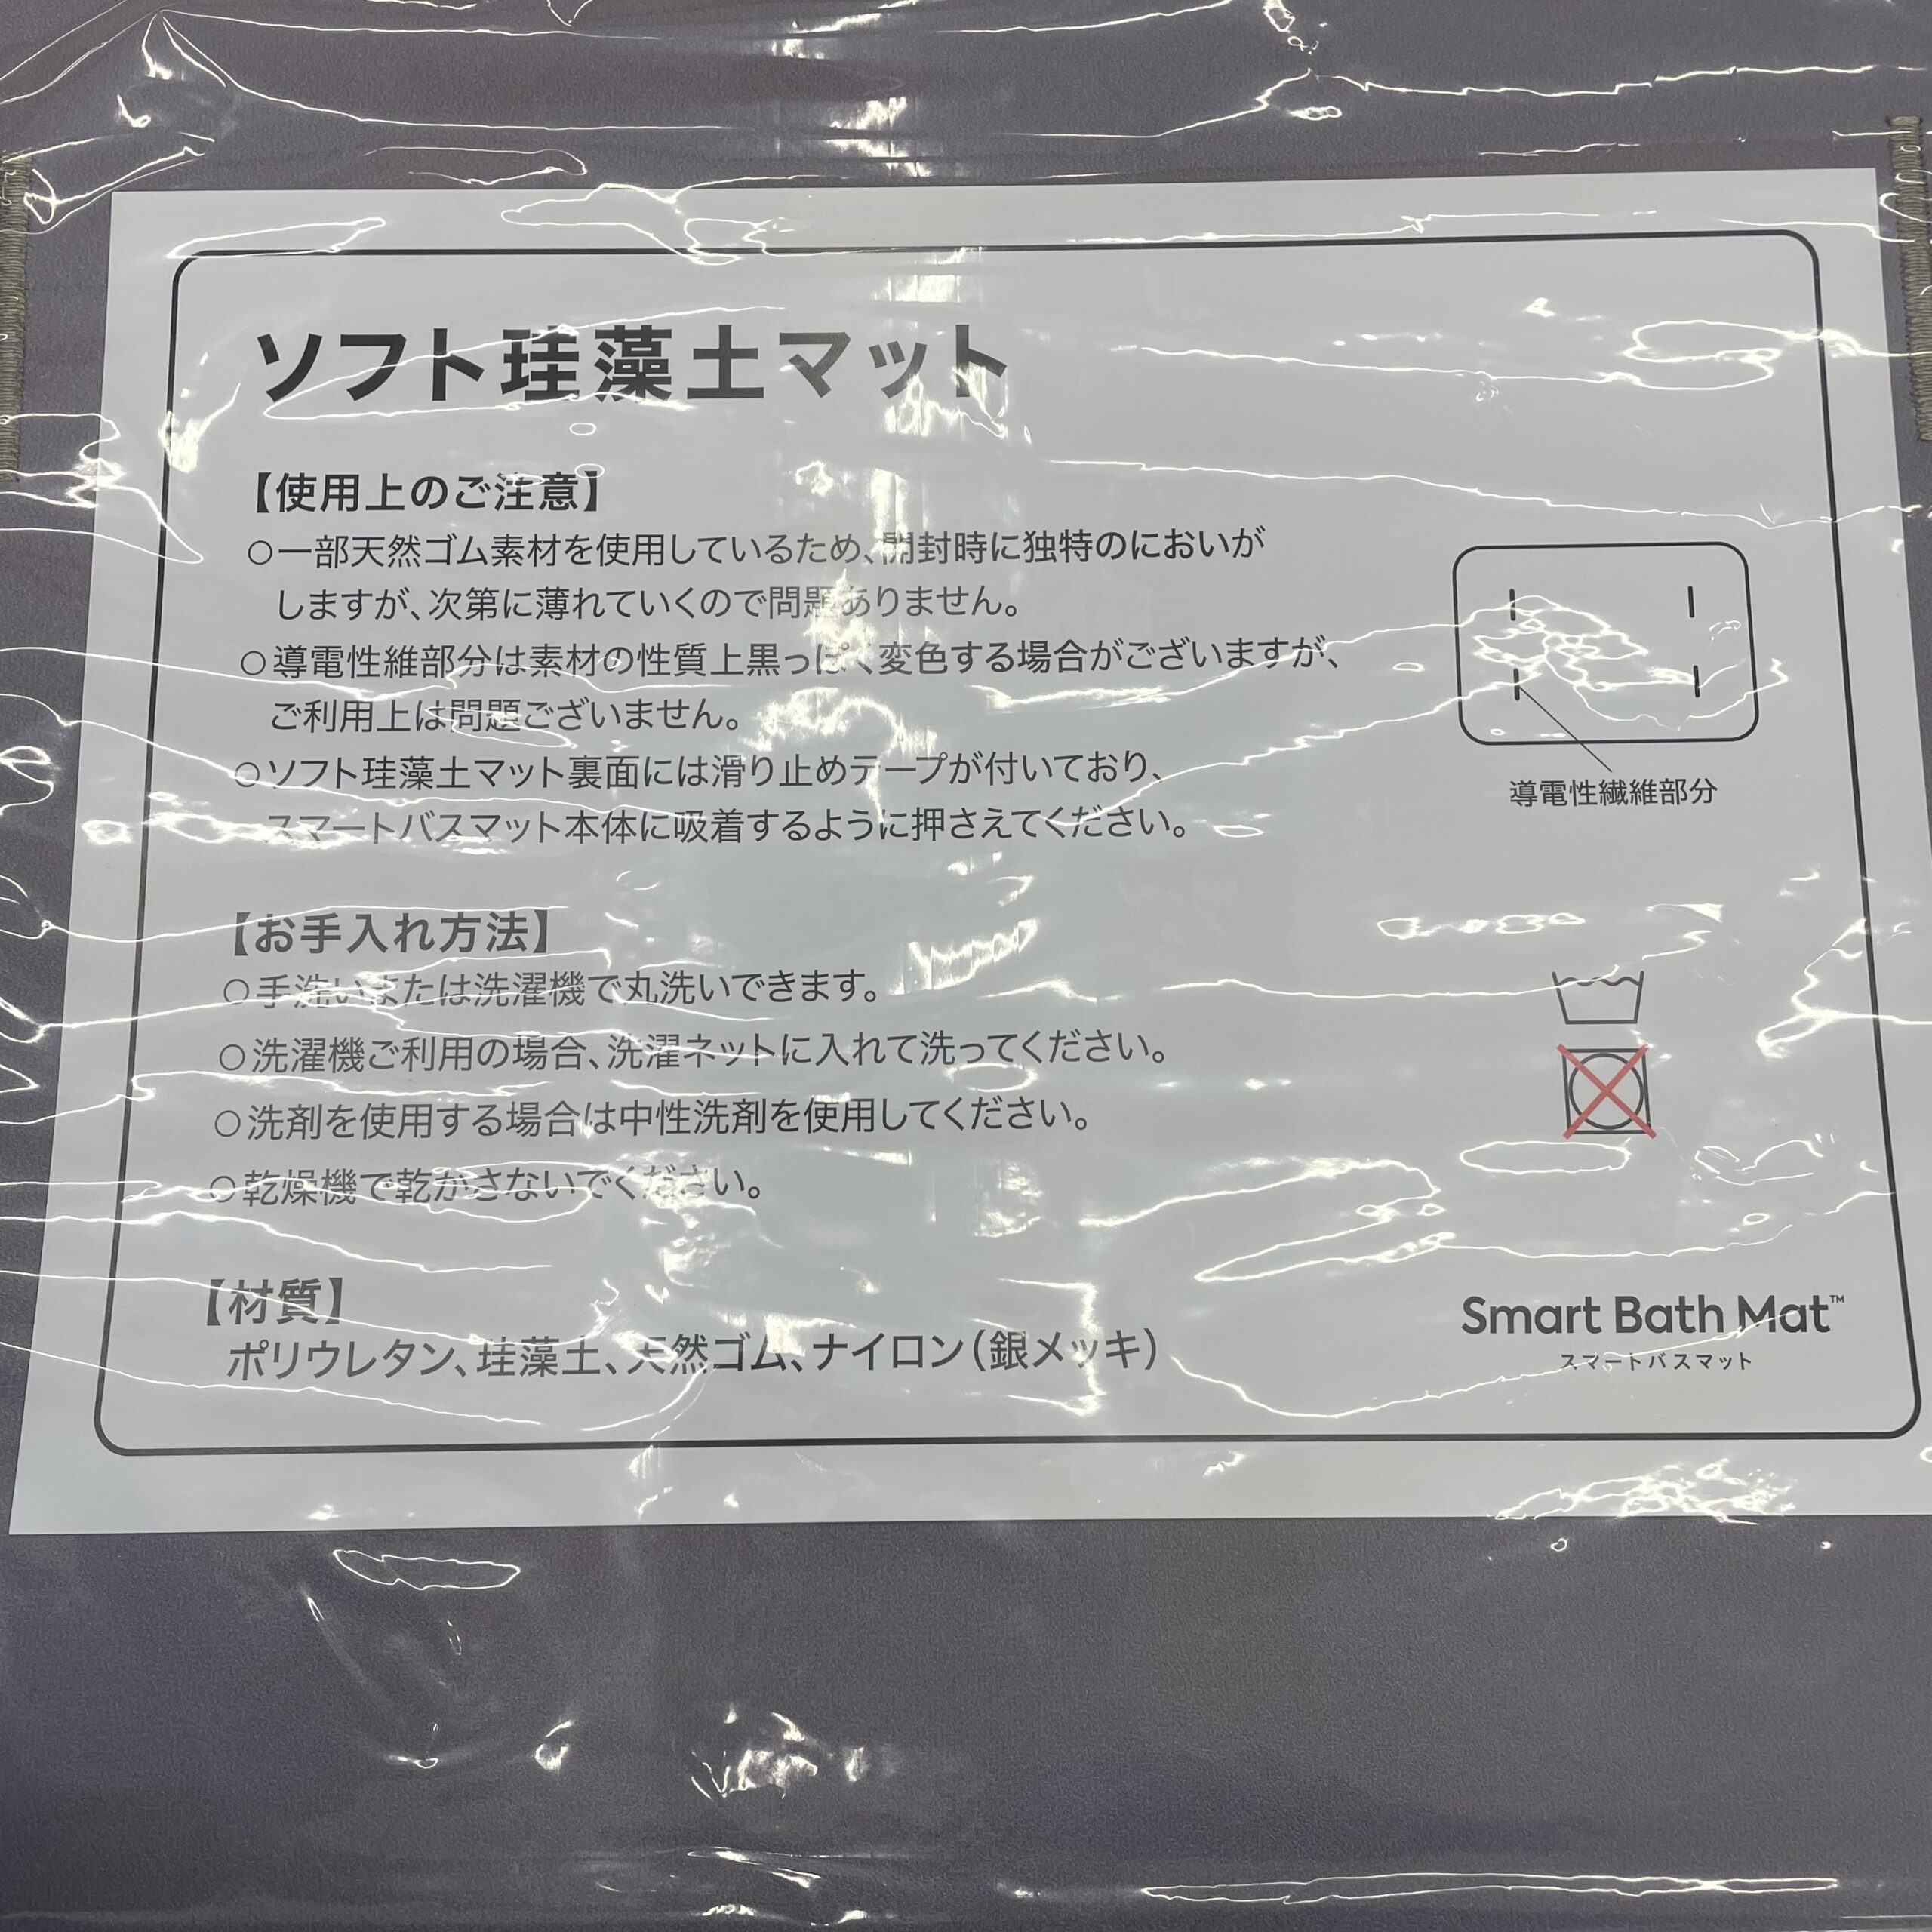 ソフト珪藻土マット
【使用上のご注意】
○一部天然ゴム素材を使用しているため、開封時に独特のにおいが
しますが、次第に薄れていくので問題ありません。
○導電性維部分は素材の性質上黒っぽく変色する場合がございますが、
ご利用上は問題ございません。
○ソフト珪藻土マット裏面には滑り止めテープが付いており、
スマートバスマット本体に吸着するように押さえてください。
導電性繊維部分
【お手入れ方法】
○手洗いまたは洗濯機で丸洗いできます。
○洗濯機ご利用の場合、洗濯ネットに入れて洗ってください。
○洗剤を使用する場合は中性洗剤を使用してください。
○乾燥機で乾かさないでください。
【材質】
ポリウレタン、珪藻土、天然ゴム、ナイロン（銀メッキ）
Smart Bath Mat™
スマートバスマット